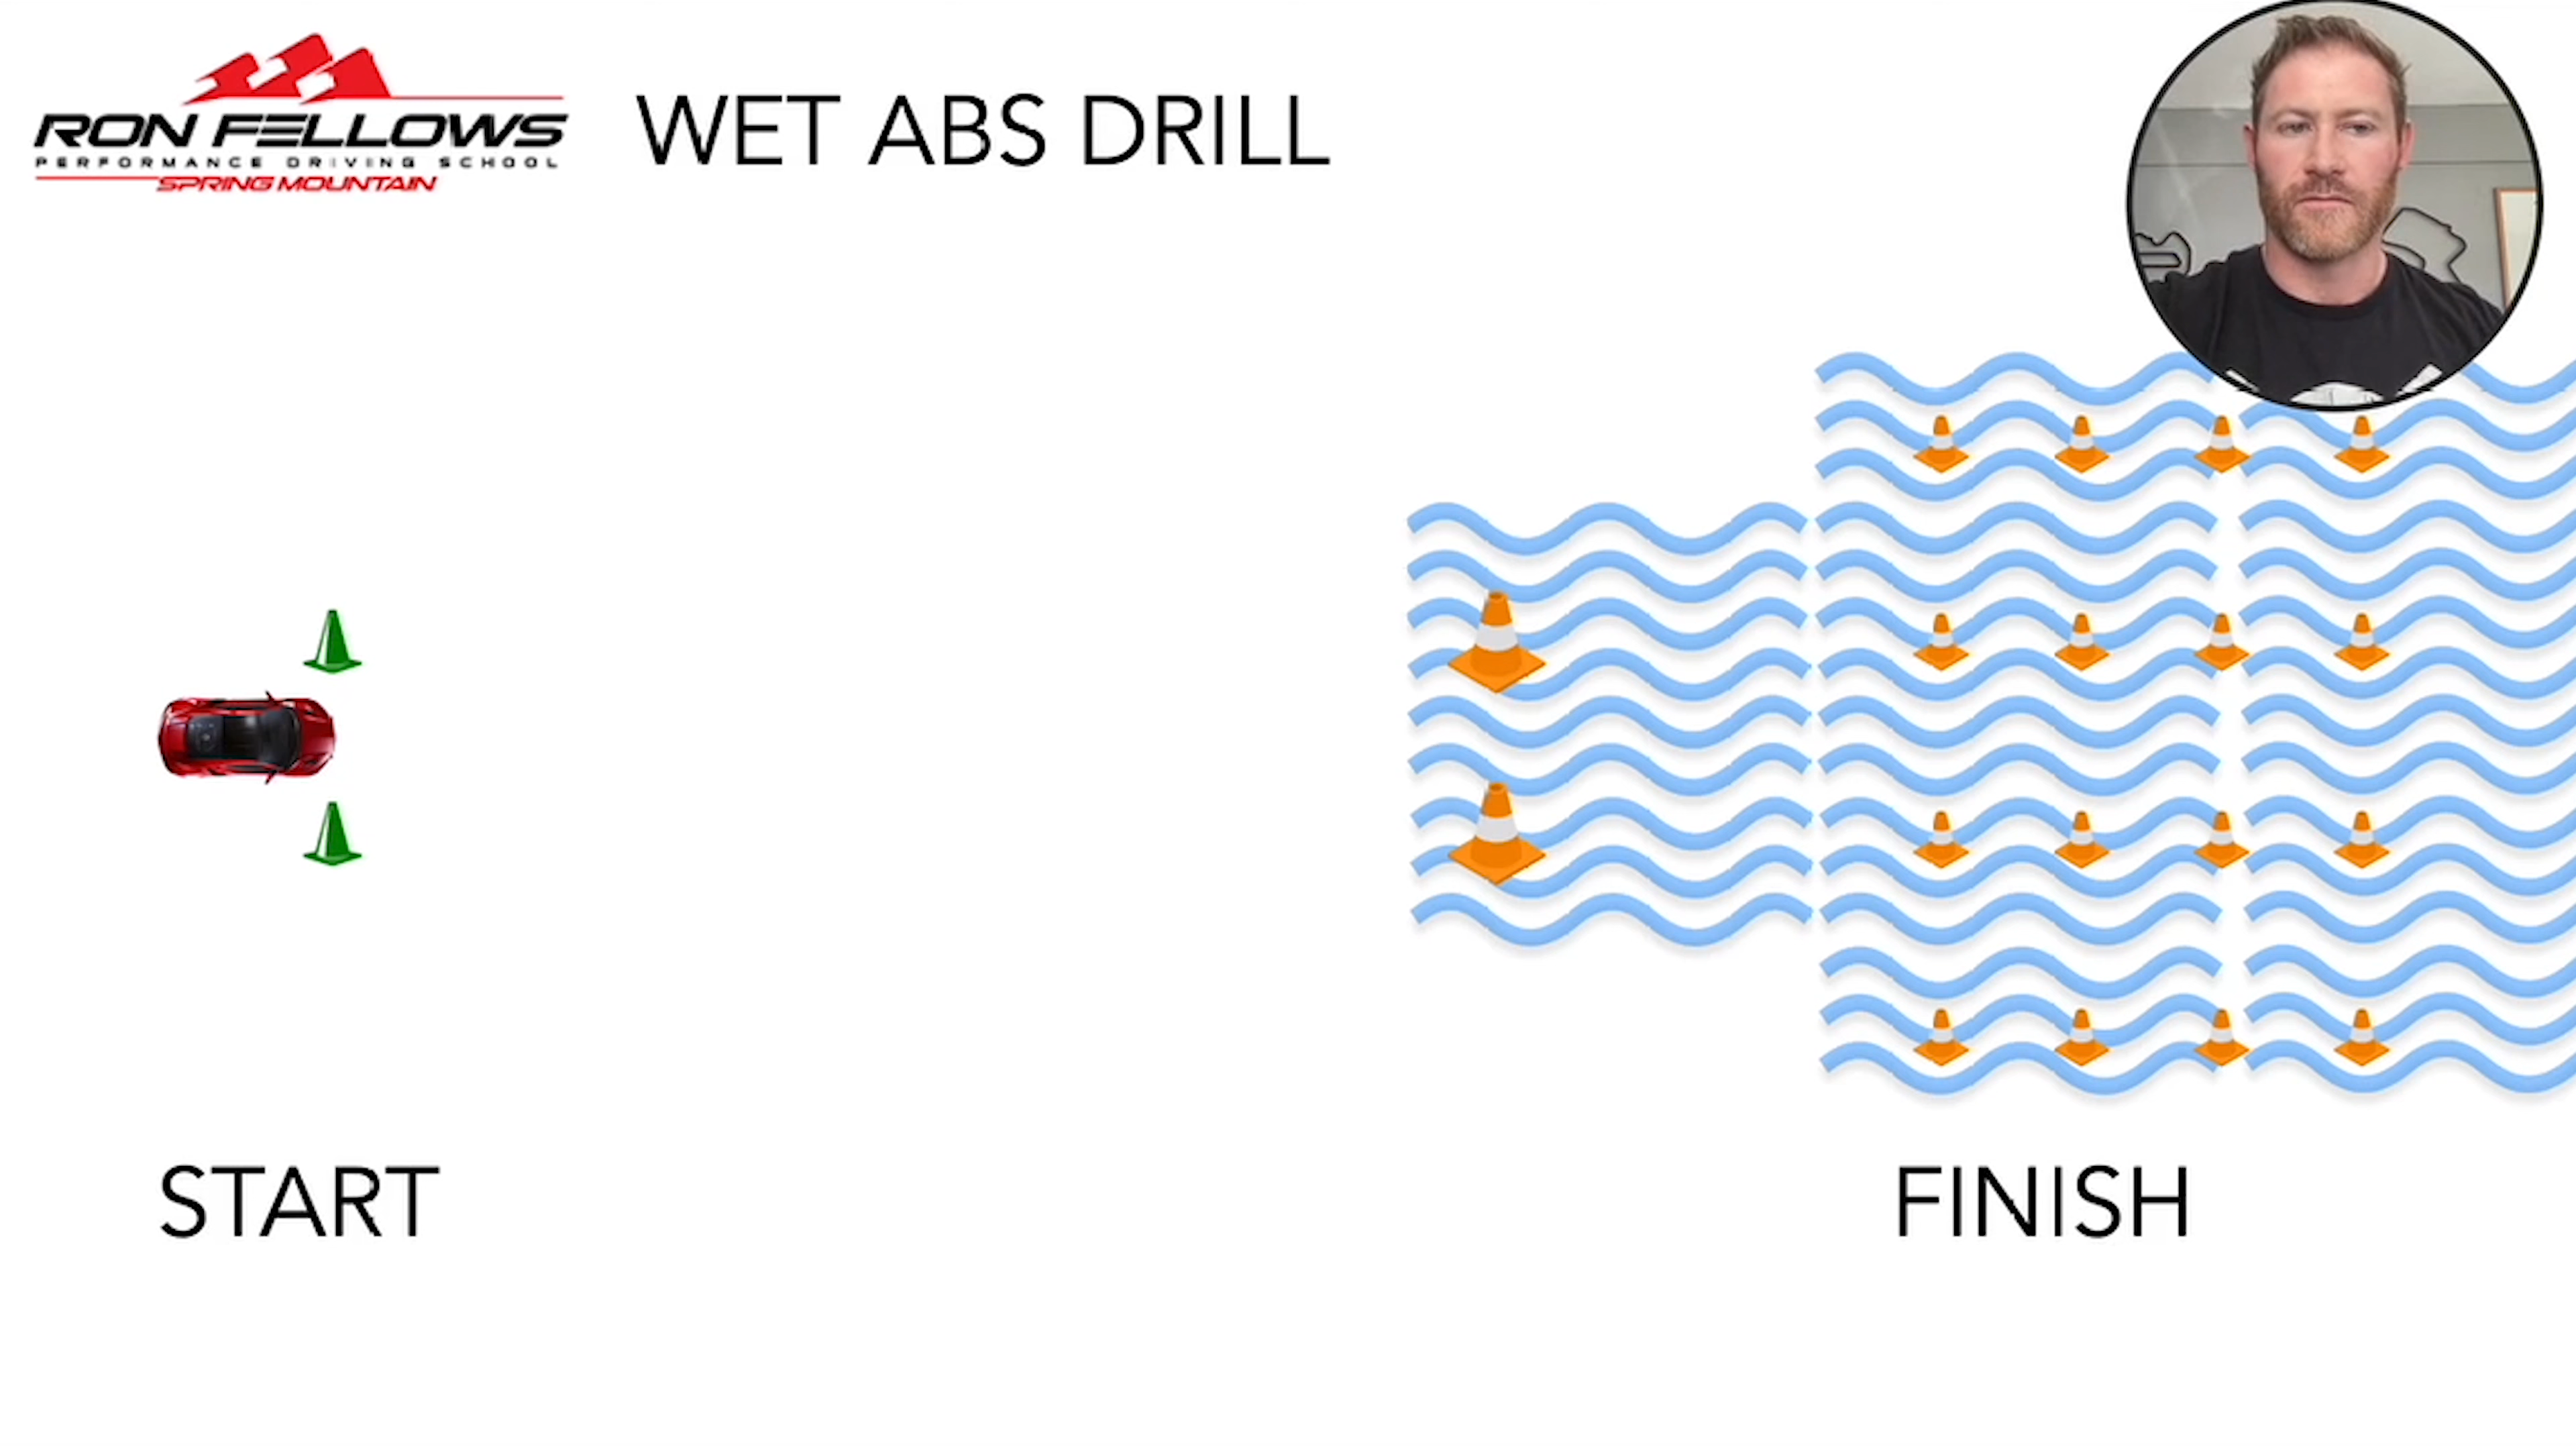 RON FELLOWS
PERFORMANCE DRIVING SCHOOL
SPRING MOUNTAIN
WET ABS DRILL
START
FINISH